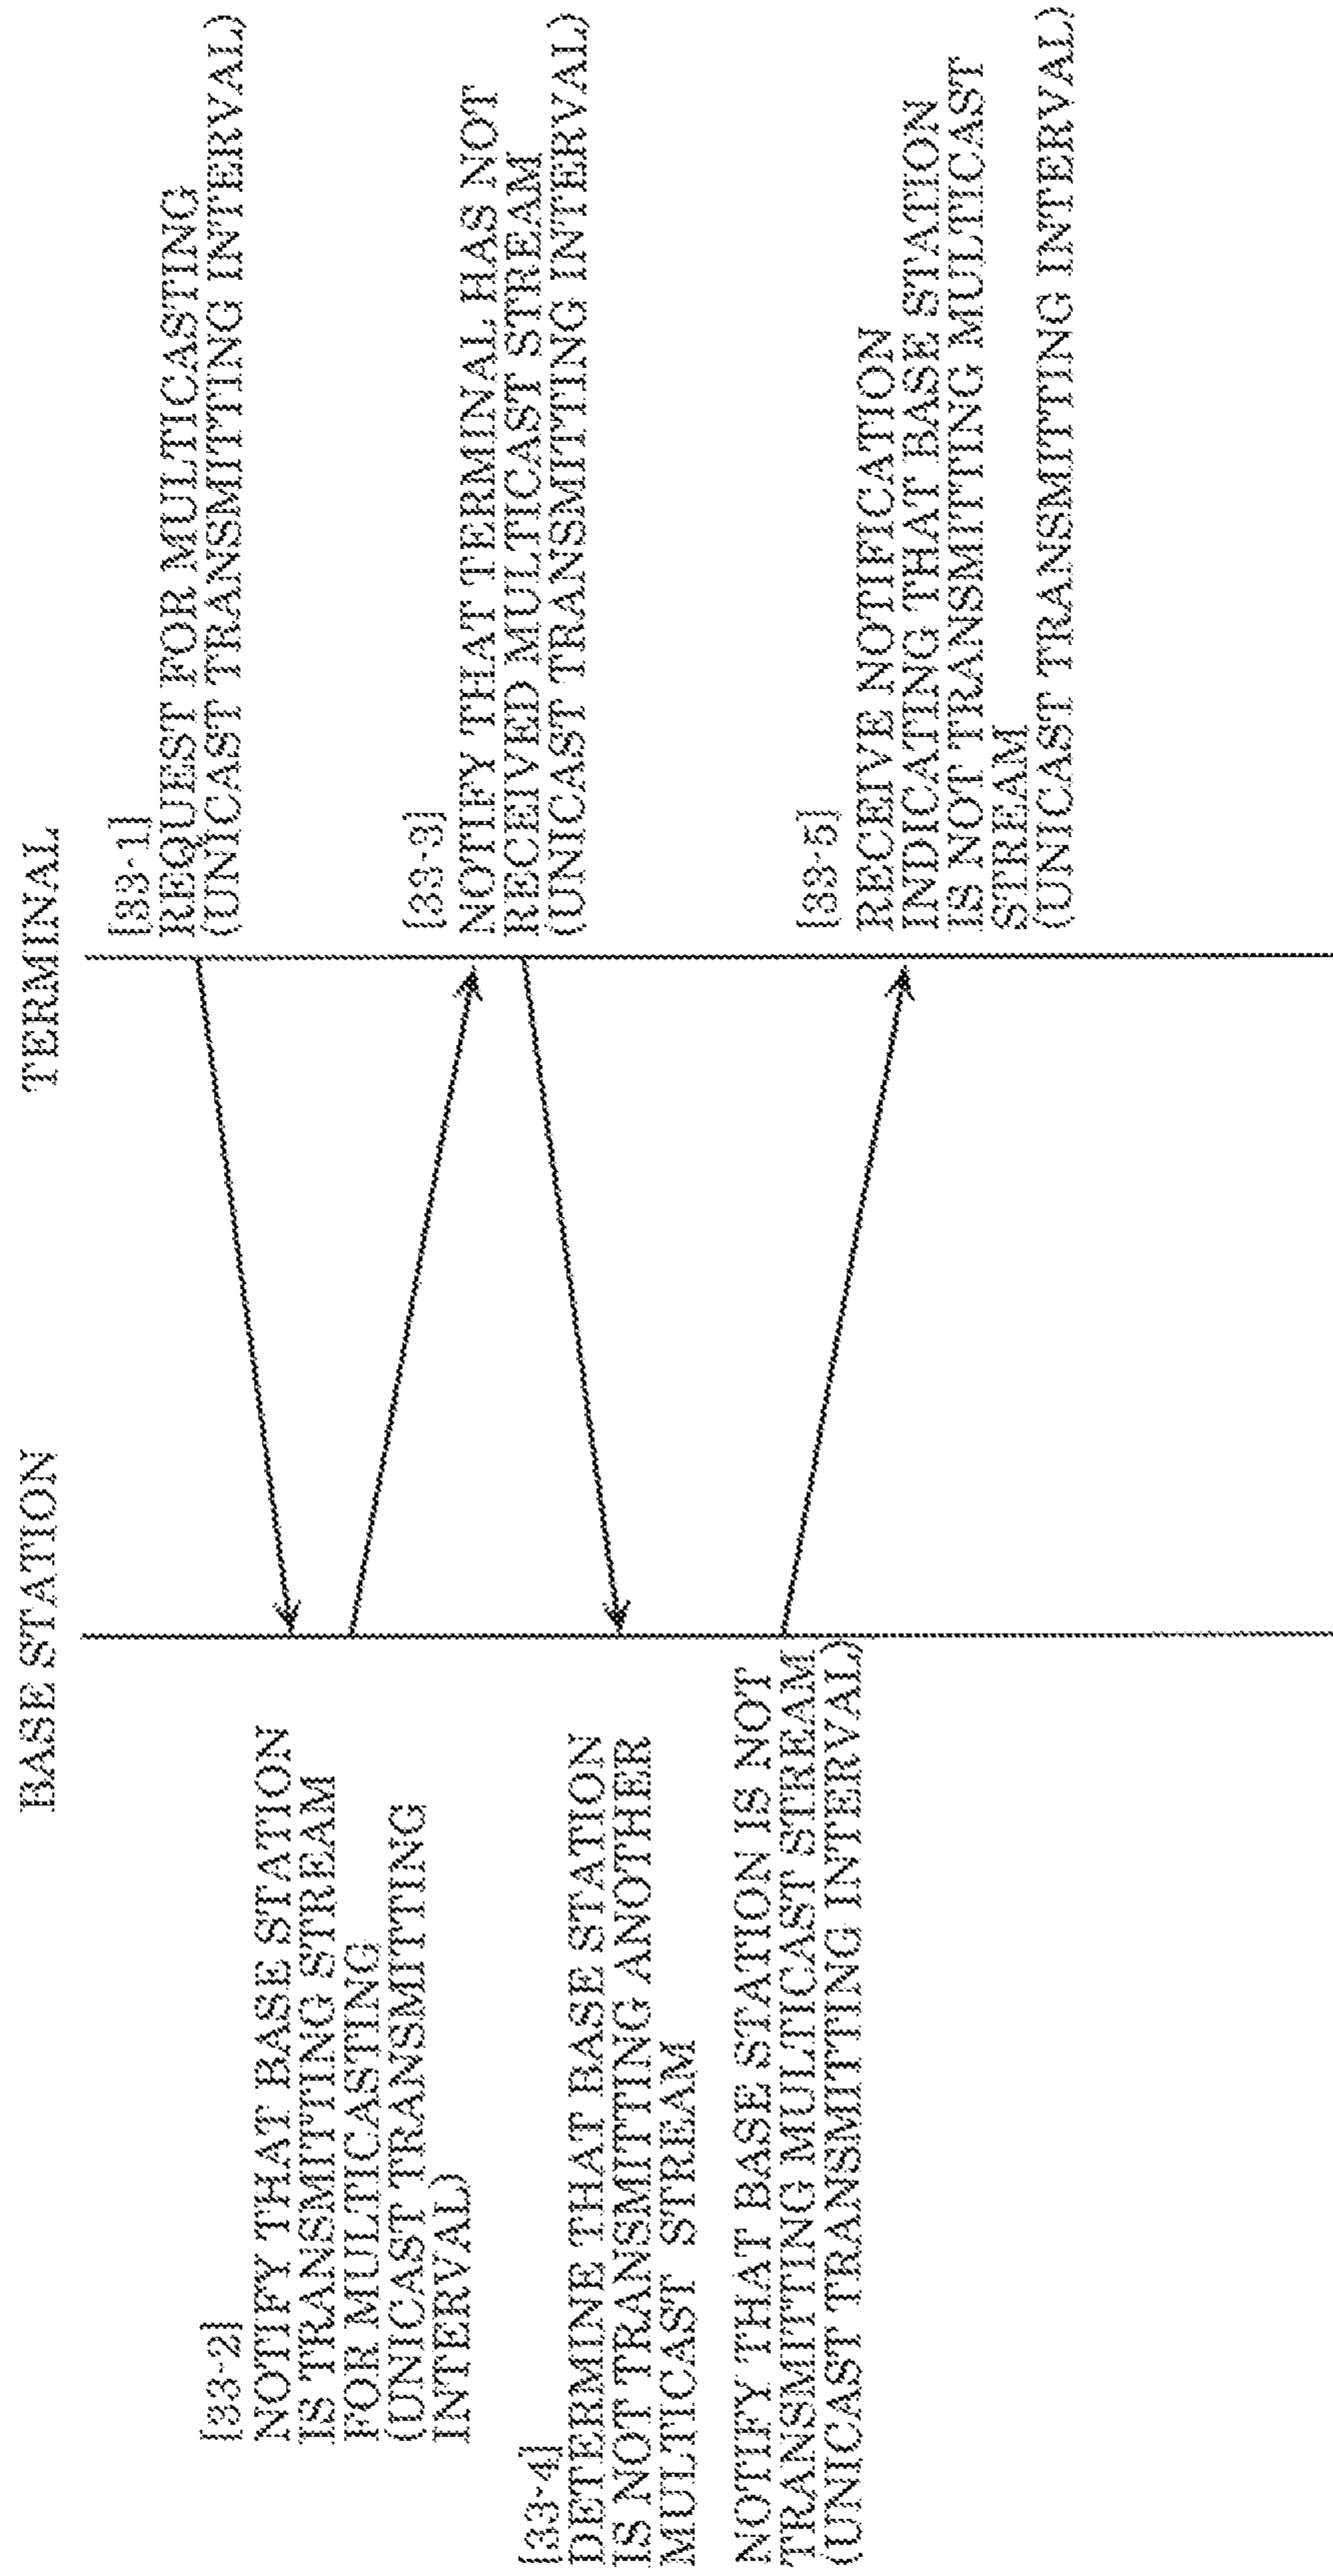 BASE STATION
TERMINAL
[33-1]
REQUEST FOR MULTICASTING
(UNICAST TRANSMITTING INTERVAL)
[33-2]
NOTIFY THAT BASE STATION
IS TRANSMITTING STREAM
FOR MULTICASTING
(UNICAST TRANSMITTING
INTERVAL)
[33-3]
NOTIFY THAT TERMINAL HAS NOT
RECEIVED MULTICAST STREAM
(UNICAST TRANSMITTING INTERVAL)
[33-4]
DETERMINE THAT BASE STATION
IS NOT TRANSMITTING ANOTHER
MULTICAST STREAM
NOTIFY THAT BASE STATION IS NOT
TRANSMITTING MULTICAST STREAM
(UNICAST TRANSMITTING INTERVAL)
[33-5]
RECEIVE NOTIFICATION
INDICATING THAT BASE STATION
IS NOT TRANSMITTING MULTICAST
STREAM
(UNICAST TRANSMITTING INTERVAL)